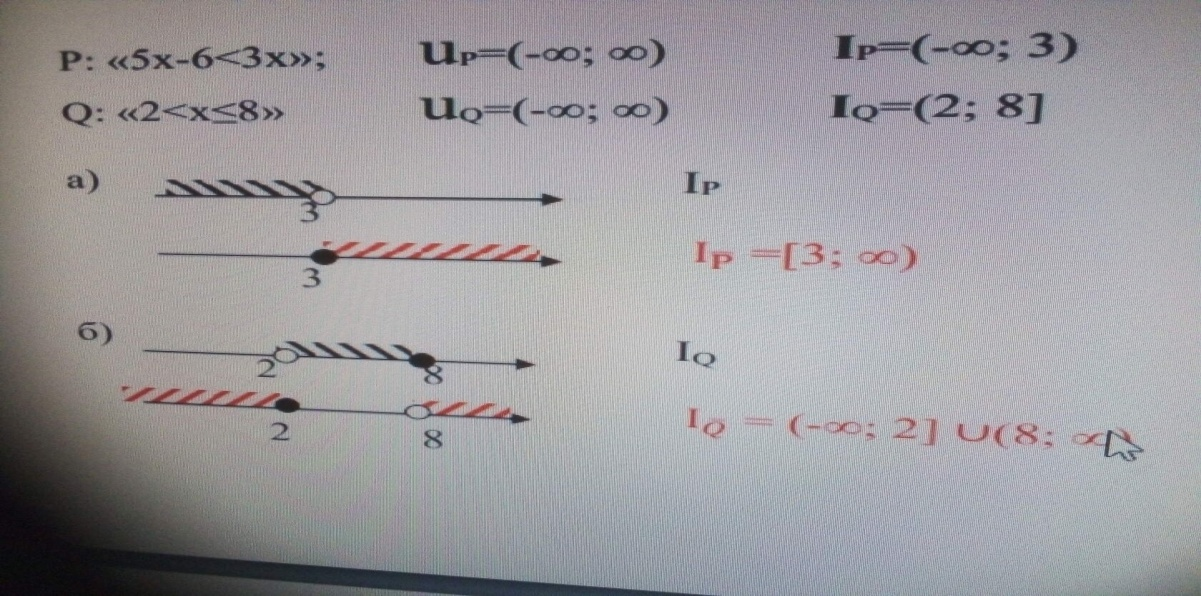 P: «5x-6<3x»; Uₚ=(-∞; ∞) Iₚ=(-∞; 3)
Q: «2<x≤8» U_Q=(-∞; ∞) I_Q=(2; 8]
а) Iₚ
3
Iₚ =[3; ∞)
3
б) I_Q
2 8
I_Q = (-∞; 2] ∪(8; ∞)
2 8